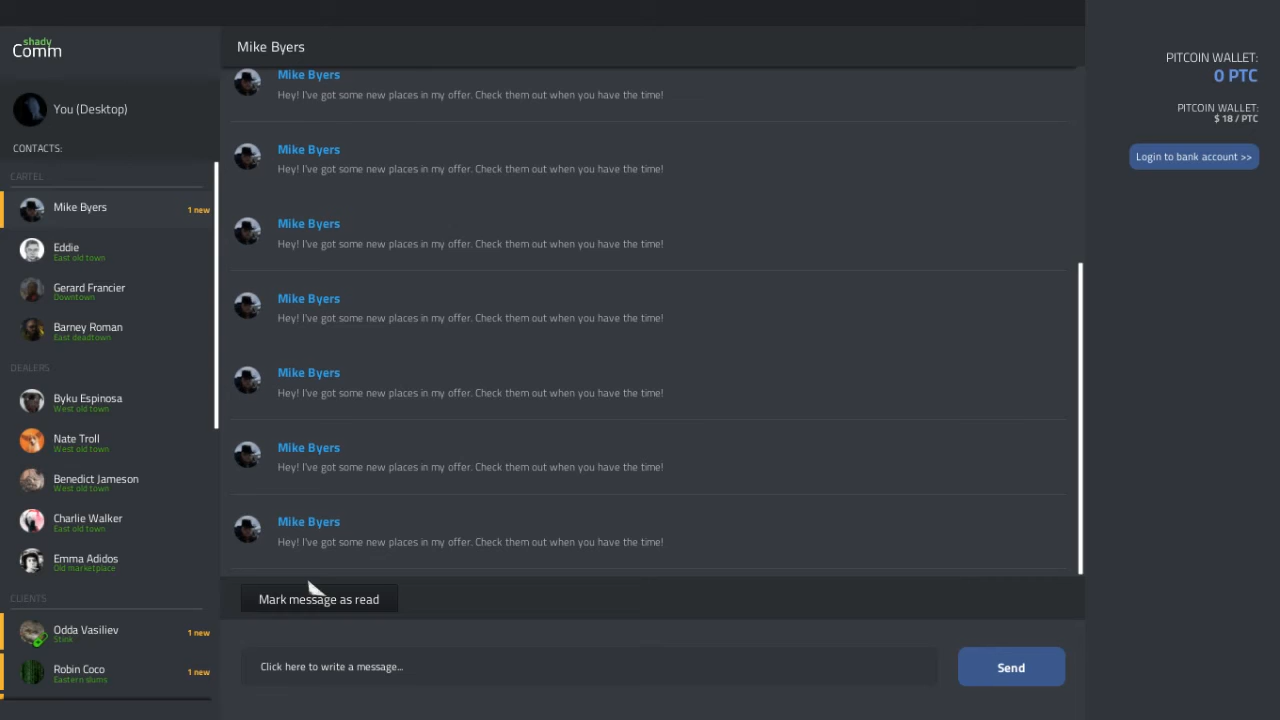 shady
Comm
You (Desktop)
CONTACTS:
CARTEL
Mike Byers
1 new
Eddie
East old town
Gerard Francier
Downtown
Barney Roman
East deadtown
DEALERS
Byku Espinosa
West old town
Nate Troll
West old town
Benedict Jameson
West old town
Charlie Walker
East old town
Emma Adidos
Old marketplace
CLIENTS
Odda Vasiliev
1 new
Stink
Robin Coco
1 new
Eastern slums
Mike Byers
Mike Byers
Hey! I've got some new places in my offer. Check them out when you have the time!
Mike Byers
Hey! I've got some new places in my offer. Check them out when you have the time!
Mike Byers
Hey! I've got some new places in my offer. Check them out when you have the time!
Mike Byers
Hey! I've got some new places in my offer. Check them out when you have the time!
Mike Byers
Hey! I've got some new places in my offer. Check them out when you have the time!
Mike Byers
Hey! I've got some new places in my offer. Check them out when you have the time!
Mike Byers
Hey! I've got some new places in my offer. Check them out when you have the time!
Mark message as read
Click here to write a message...
Send
PITCOIN WALLET:
0 PTC
PITCOIN WALLET:
$ 18 / PTC
Login to bank account >>